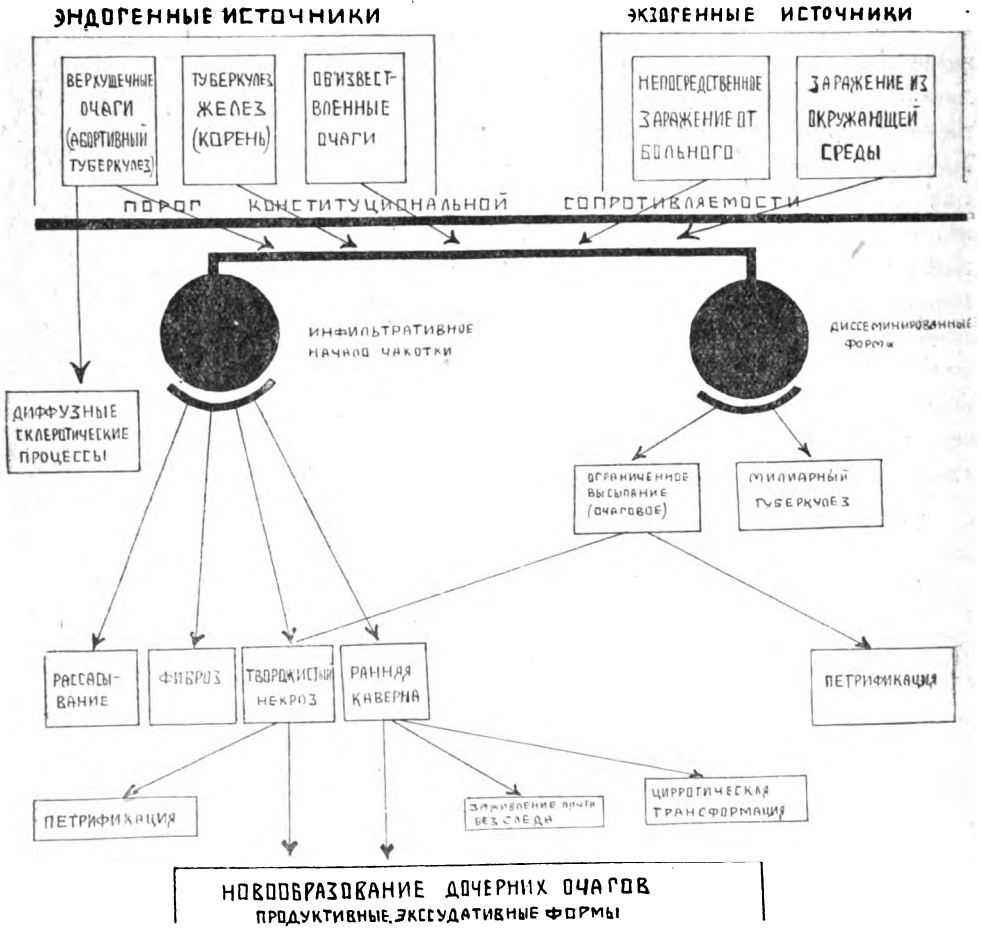 ЭНДОГЕННЫЕ ИСТОЧНИКИ
ЭКЗОГЕННЫЕ ИСТОЧНИКИ
ВЕРХУШЕЧНЫЕ
ОЧАГИ
(АБОРТИВНЫЙ
ТУБЕРКУЛЕЗ)
ТУБЕРКУЛЕЗ
ЖЕЛЕЗ
(КОРЕНЬ)
ОБ'ИЗВЕСТ-
ВЛЕННЫЕ
ОЧАГИ
НЕПОСРЕДСТВЕННОЕ
ЗАРАЖЕНИЕ ОТ
БОЛЬНОГО
ЗАРАЖЕНИЕ ИЗ
ОКРУЖАЮЩЕЙ
СРЕДЫ
ПОРОГ КОНСТИТУЦИОНАЛЬНОЙ СОПРОТИВЛЯЕМОСТИ
ИНФИЛЬТРАТИВНОЕ
НАЧАЛО ЧАХОТКИ
ДИССЕМИНИРОВАННЫЕ
ФОРМЫ
ДИФФУЗНЫЕ
СКЛЕРОТИЧЕСКИЕ
ПРОЦЕССЫ
ОГРАНИЧЕННОЕ
ВЫСЫПАНИЕ
(ОЧАГОВОЕ)
МИЛИАРНЫЙ
ТУБЕРКУЛЕЗ
РАССАСЫ-
ВАНИЕ
ФИБРОЗ
ТВОРОЖИСТЫЙ
НЕКРОЗ
РАННЯЯ
КАВЕРНА
ПЕТРИФИКАЦИЯ
ПЕТРИФИКАЦИЯ
ЗАЖИВЛЕНИЕ ПОЧТИ
БЕЗ СЛЕДА
ЦИРРОТИЧЕСКАЯ
ТРАНСФОРМАЦИЯ
НОВООБРАЗОВАНИЕ ДОЧЕРНИХ ОЧАГОВ
ПРОДУКТИВНЫЕ, ЭКССУДАТИВНЫЕ ФОРМЫ